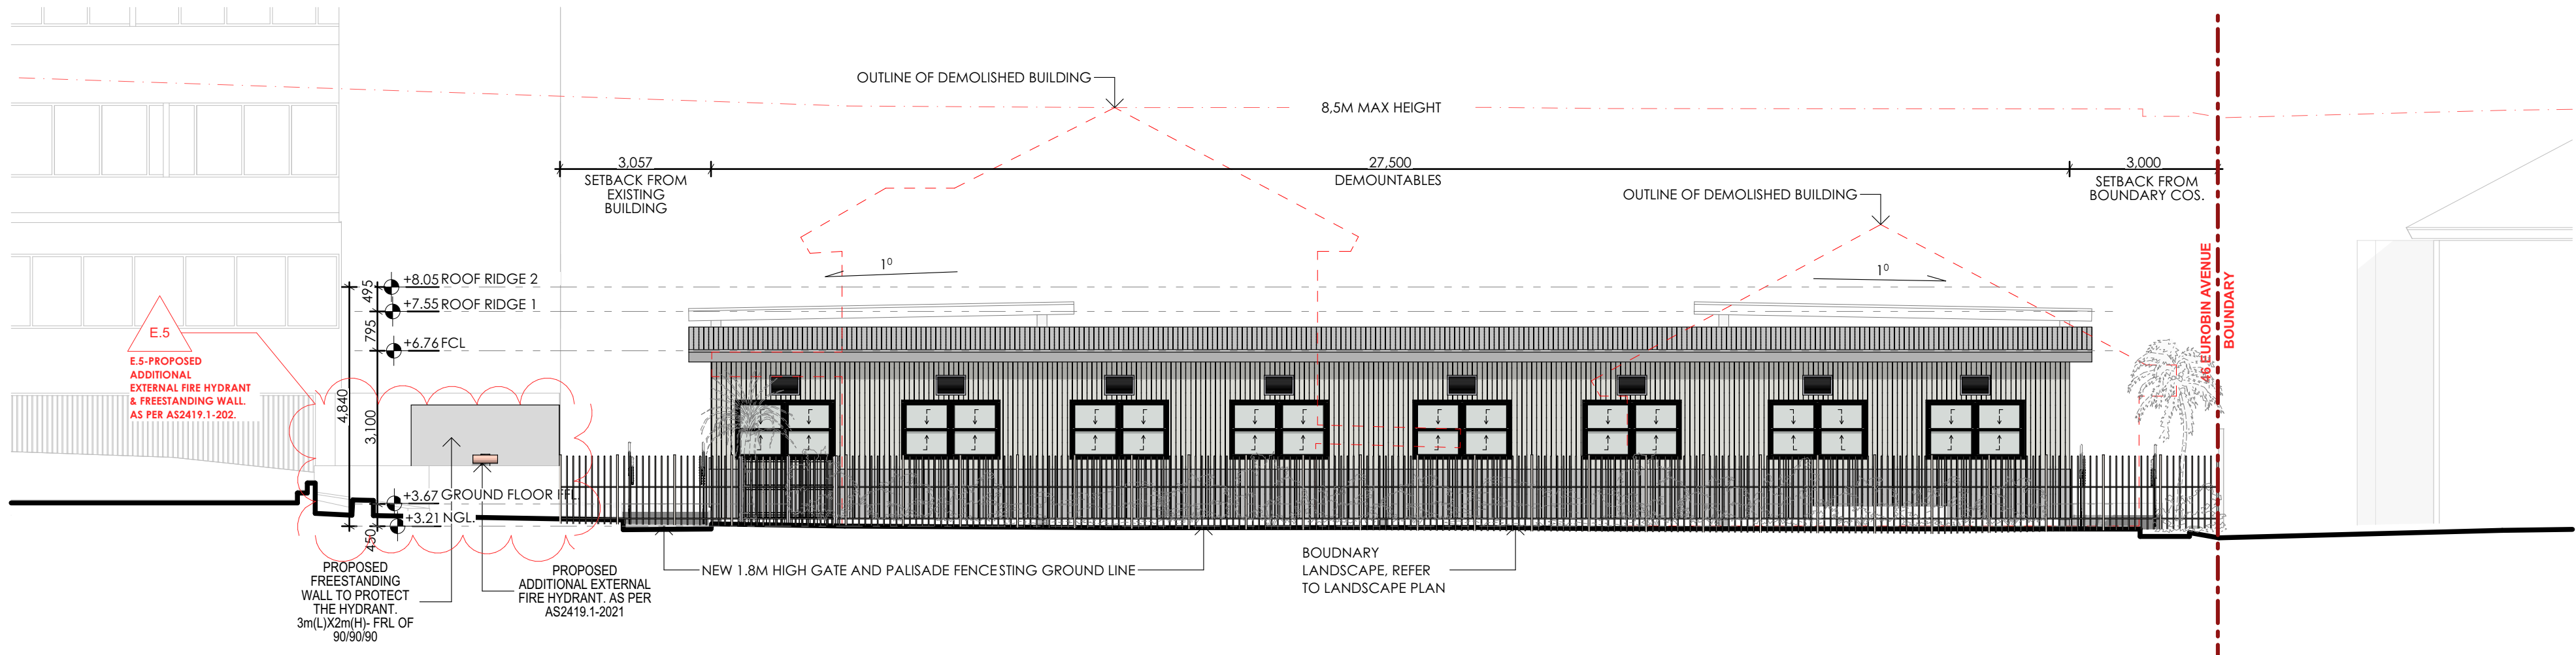 OUTLINE OF DEMOLISHED BUILDING
8,5M MAX HEIGHT
3,057
SETBACK FROM
EXISTING
BUILDING
27,500
DEMOUNTABLES
3,000
SETBACK FROM
BOUNDARY COS.
OUTLINE OF DEMOLISHED BUILDING
1⁰
1⁰
46 EUROBIN AVENUE
BOUNDARY
+8.05 ROOF RIDGE 2
+7.55 ROOF RIDGE 1
+6.76 FCL
+3.67 GROUND FLOOR FFL.
+3.21 NGL.
495
795
4.840
3.100
450
E.5
E.5-PROPOSED
ADDITIONAL
EXTERNAL FIRE HYDRANT
& FREESTANDING WALL.
AS PER AS2419.1-202.
PROPOSED
FREESTANDING
WALL TO PROTECT
THE HYDRANT.
3m(L)X2m(H)- FRL OF
90/90/90
PROPOSED
ADDITIONAL EXTERNAL
FIRE HYDRANT. AS PER
AS2419.1-2021
NEW 1.8M HIGH GATE AND PALISADE FENCESTING GROUND LINE
BOUDNARY
LANDSCAPE, REFER
TO LANDSCAPE PLAN